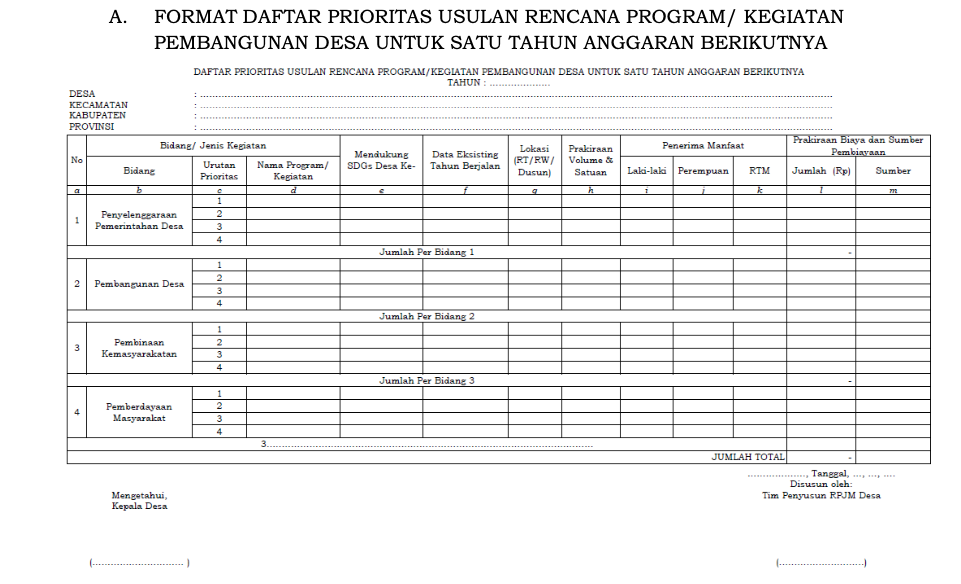 A. FORMAT DAFTAR PRIORITAS USULAN RENCANA PROGRAM/ KEGIATAN
PEMBANGUNAN DESA UNTUK SATU TAHUN ANGGARAN BERIKUTNYA
DAFTAR PRIORITAS USULAN RENCANA PROGRAM/KEGIATAN PEMBANGUNAN DESA UNTUK SATU TAHUN ANGGARAN BERIKUTNYA
TAHUN : ....................
DESA : ....................
KECAMATAN : ....................
KABUPATEN : ....................
PROVINSI : ....................
No
Bidang/ Jenis Kegiatan
Bidang
Urutan
Prioritas
Nama Program/
Kegiatan
Mendukung
SDGs Desa Ke-
Data Eksisting
Tahun Berjalan
Lokasi
(RT/RW/
Dusun)
Prakiraan
Volume &
Satuan
Penerima Manfaat
Laki-laki
Perempuan
RTM
Prakiraan Biaya dan Sumber
Pembiayaan
Jumlah (Rp)
Sumber
a b c d e f g h i j k l m
1
Penyelenggaraan
Pemerintahan Desa
1
2
3
4
Jumlah Per Bidang 1 -
2
Pembangunan Desa
1
2
3
4
Jumlah Per Bidang 2
3
Pembinaan
Kemasyarakatan
1
2
3
4
Jumlah Per Bidang 3 -
4
Pemberdayaan
Masyarakat
1
2
3
4
3....................
JUMLAH TOTAL -
..................., Tanggal, ..., ..., ....
Disusun oleh:
Tim Penyusun RPJM Desa
Mengetahui,
Kepala Desa
(.............................. )
(............................)